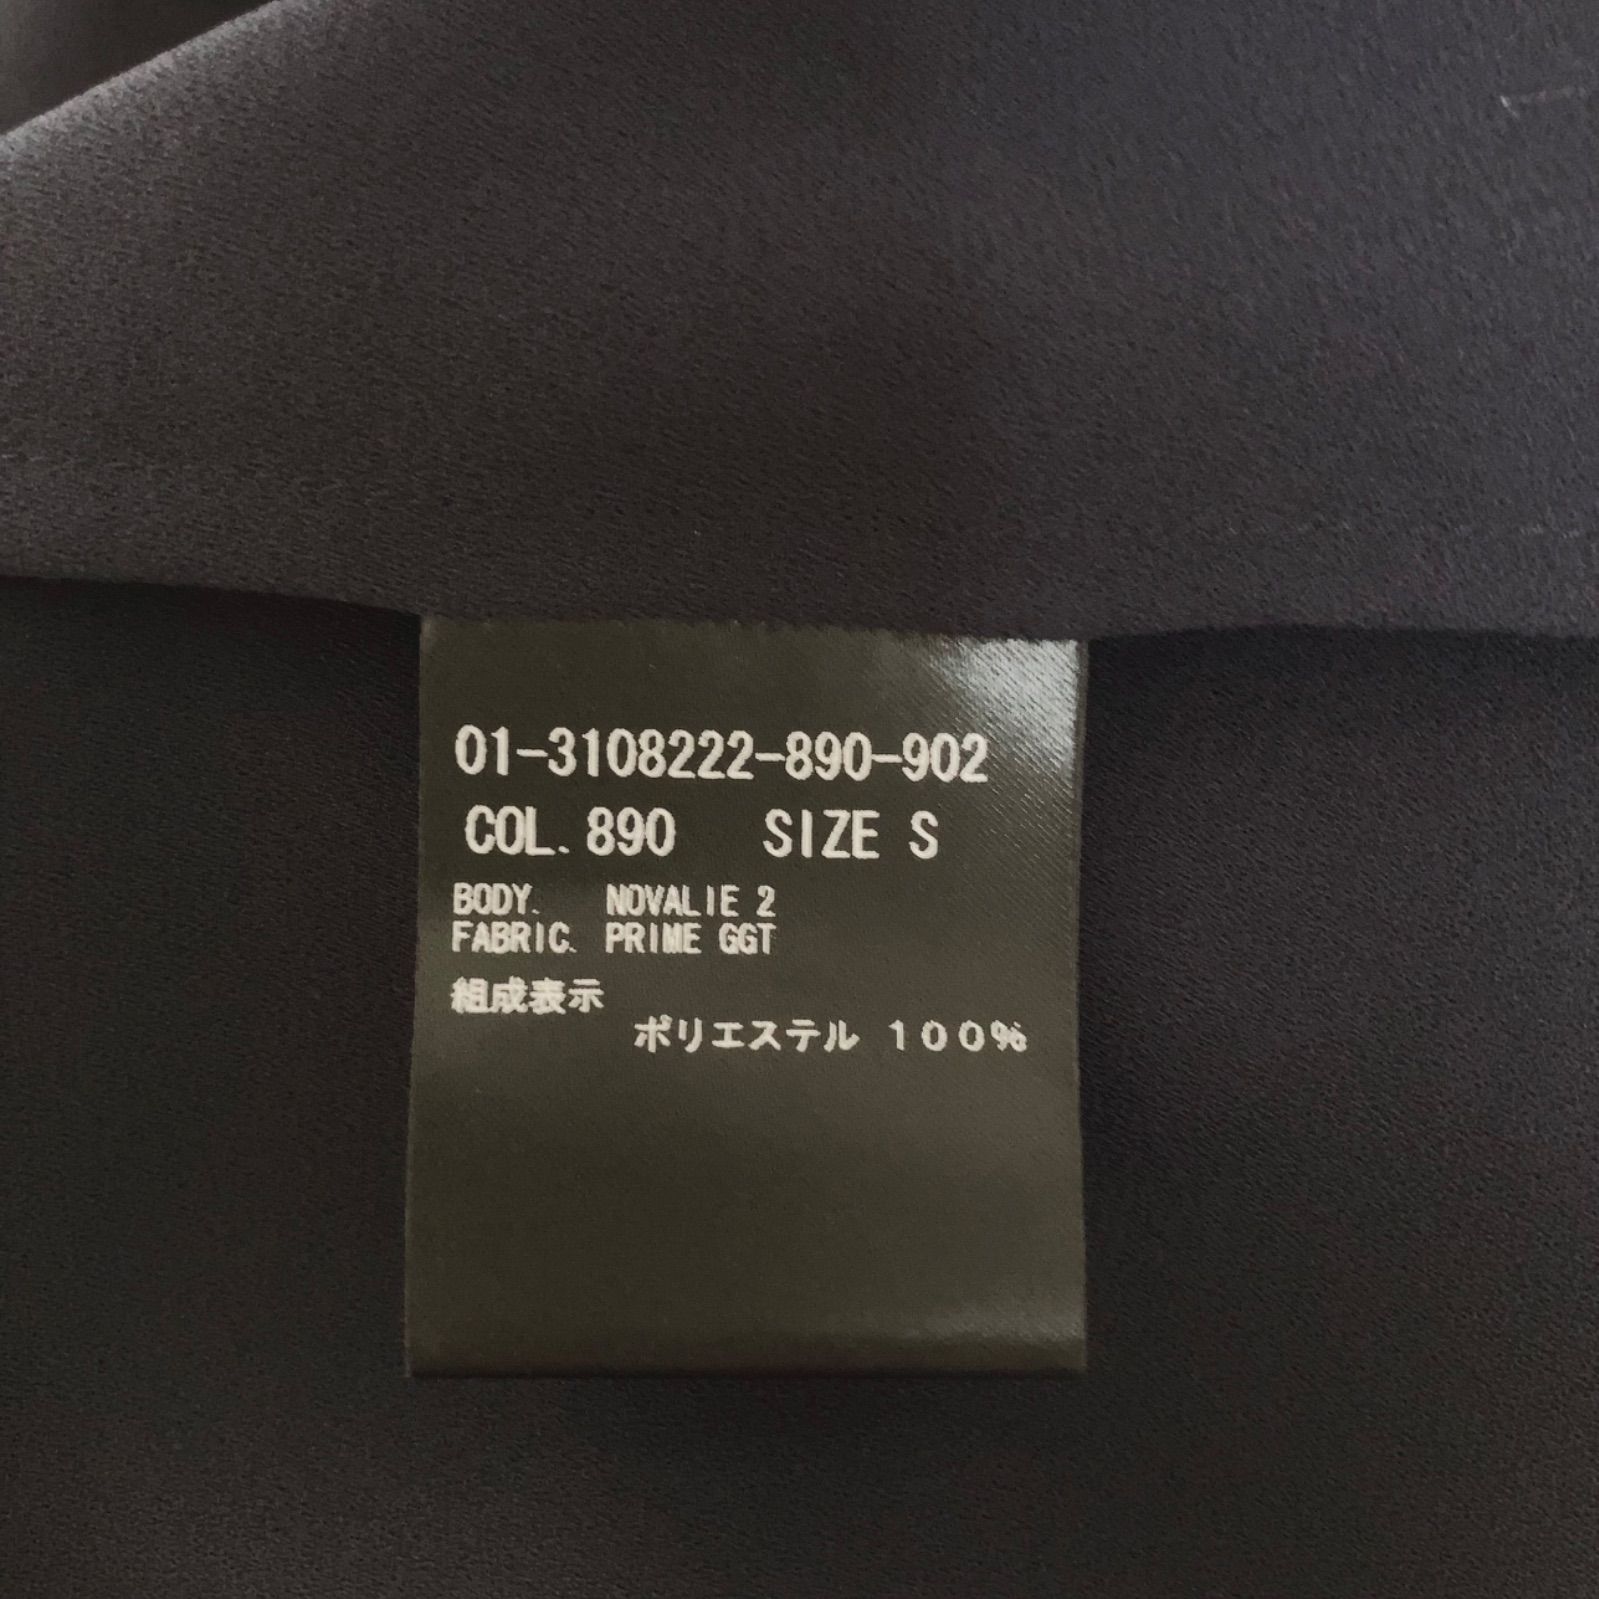 01-3108222-890-902
COL. 890 SIZE S
BODY. NOVALIE 2
FABRIC. PRIME GGT
組成表示
ポリエステル 100%